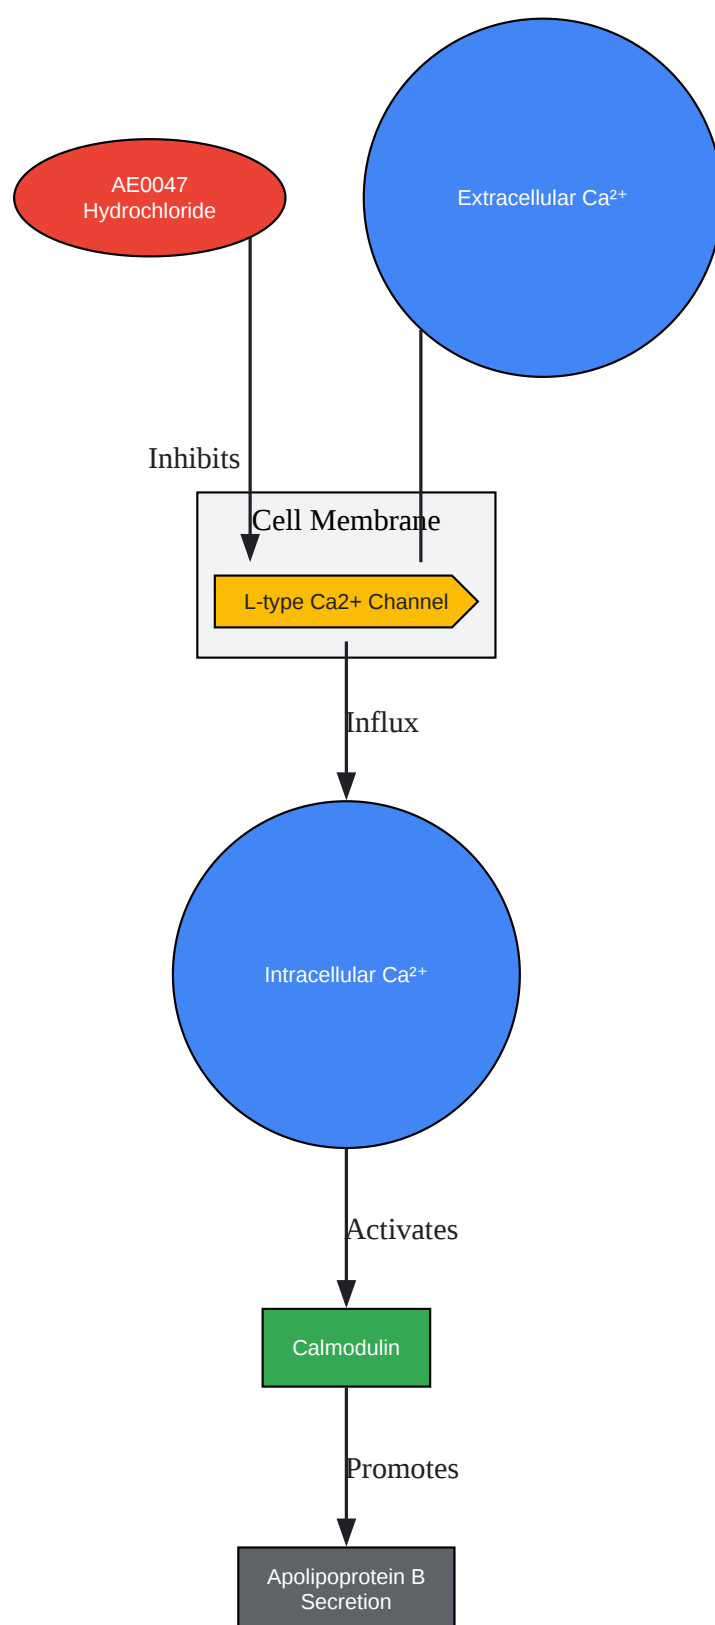 AE0047
Hydrochloride
Extracellular Ca²⁺
Inhibits
Cell Membrane
L-type Ca2+ Channel
Influx
Intracellular Ca²⁺
Activates
Calmodulin
Promotes
Apolipoprotein B
Secretion